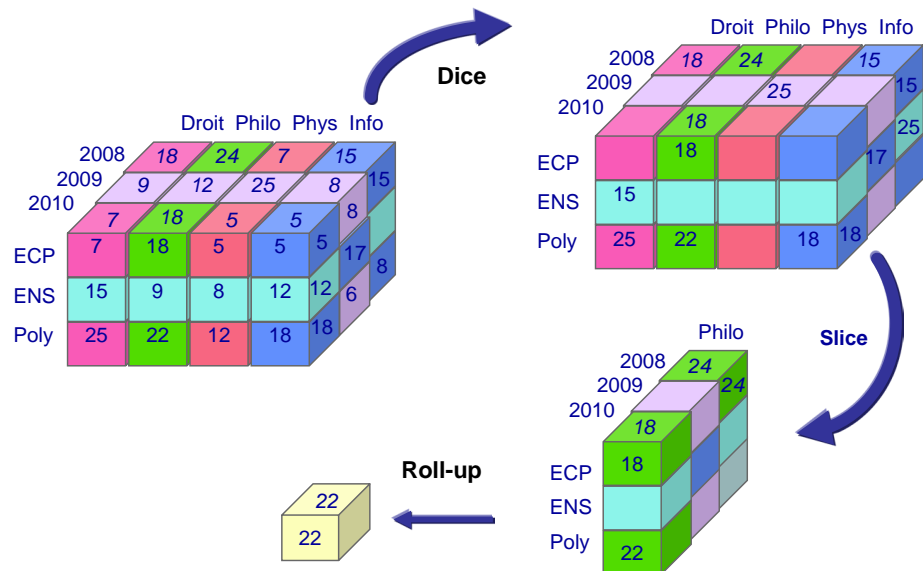 Droit Philo Phys Info
2008 18 24 15
2009 25 15
2010 18 25
ECP 18 17
ENS 15
Poly 25 22 18 18
Dice
Droit Philo Phys Info
2008 18 24 7 15
2009 9 12 25 8 15
2010 7 18 5 5 8
ECP 7 18 5 5 5 17 8
ENS 15 9 8 12 12 6
Poly 25 22 12 18 18
Slice
Philo
2008 24
2009 24
2010 18
ECP 18
ENS
Poly 22
Roll-up
22
22